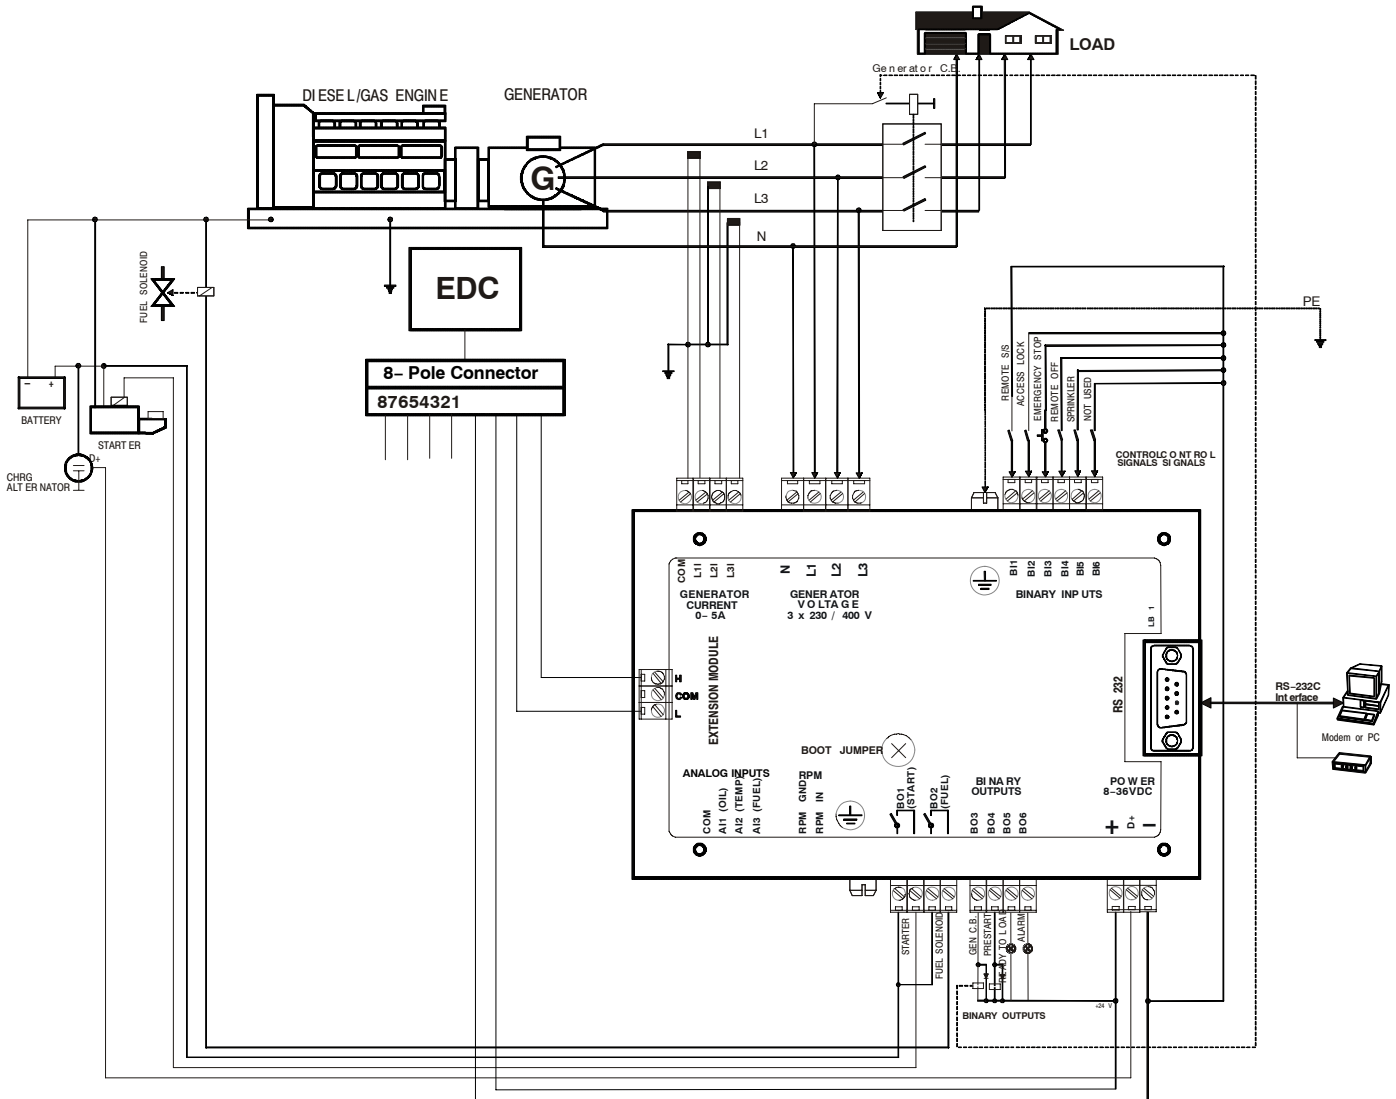 LOAD
Generator C.B.
DIESEL/GAS ENGINE
GENERATOR
L1
L2
L3
N
G
FUEL SOLENOID
EDC
8– Pole Connector
87654321
PE
REMOTE S/S
ACCESS LOCK
EMERGENCY STOP
REMOTE OFF
SPRINKLER
NOT USED
– +
BATTERY
STARTER
D+
CHRG
ALTERNATOR
CONTROLCONTROL
SIGNALS SIGNALS
COM
L1I
L2I
L3I
GENERATOR
CURRENT
0– 5A
N
L1
L2
L3
GENERATOR
VOLTAGE
3 x 230 / 400 V
BI1
BI2
BI3
BI4
BI5
BI6
BINARY INPUTS
LB 1
EXTENSION MODULE
H
COM
L
RS 232
RS–232C
Interface
Modem or PC
BOOT JUMPER
ANALOG INPUTS
COM
AI1 (OIL)
AI2 (TEMP)
AI3 (FUEL)
RPM
RPM GND
RPM IN
BO1
(START)
BO2
(FUEL)
BINARY
OUTPUTS
BO3
BO4
BO5
BO6
POWER
8–36VDC
+
D+
–
STARTER
FUEL SOLENOID
GEN C.B.
PRESTART
READY TO LOAD
ALARM
+24 V
BINARY OUTPUTS